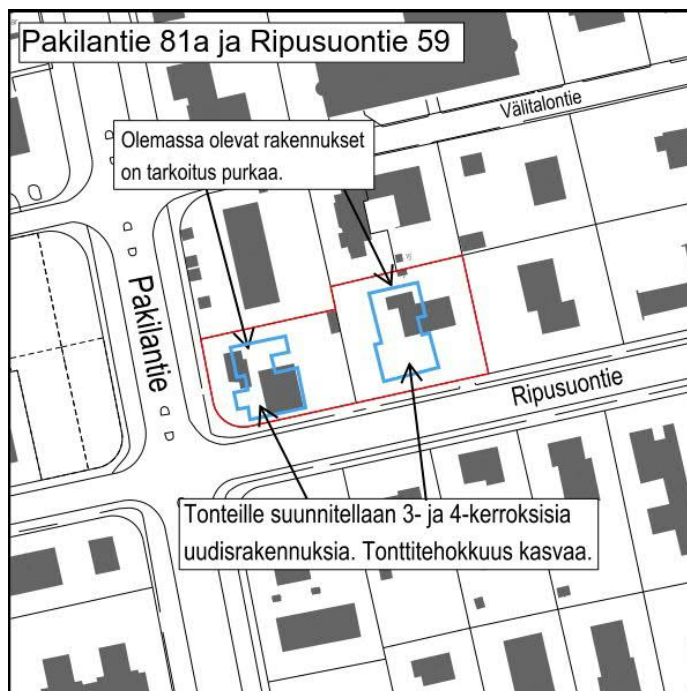 Pakilantie 81a ja Ripusuontie 59
Välitalontie
Olemassa olevat rakennukset
on tarkoitus purkaa.
Pakilantie
Ripusuontie
Tonteille suunnitellaan 3- ja 4-kerroksisia
uudisrakennuksia. Tonttitehokkuus kasvaa.